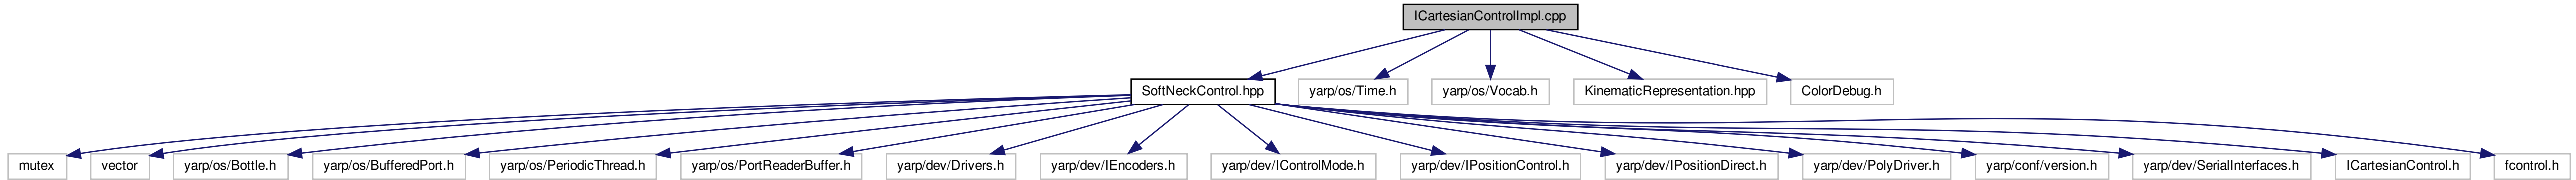 ICartesianControlImpl.cpp
SoftNeckControl.hpp
yarp/os/Time.h
yarp/os/Vocab.h
KinematicRepresentation.hpp
ColorDebug.h
mutex
vector
yarp/os/Bottle.h
yarp/os/BufferedPort.h
yarp/os/PeriodicThread.h
yarp/os/PortReaderBuffer.h
yarp/dev/Drivers.h
yarp/dev/IEncoders.h
yarp/dev/IControlMode.h
yarp/dev/IPositionControl.h
yarp/dev/IPositionDirect.h
yarp/dev/PolyDriver.h
yarp/conf/version.h
yarp/dev/SerialInterfaces.h
ICartesianControl.h
fcontrol.h